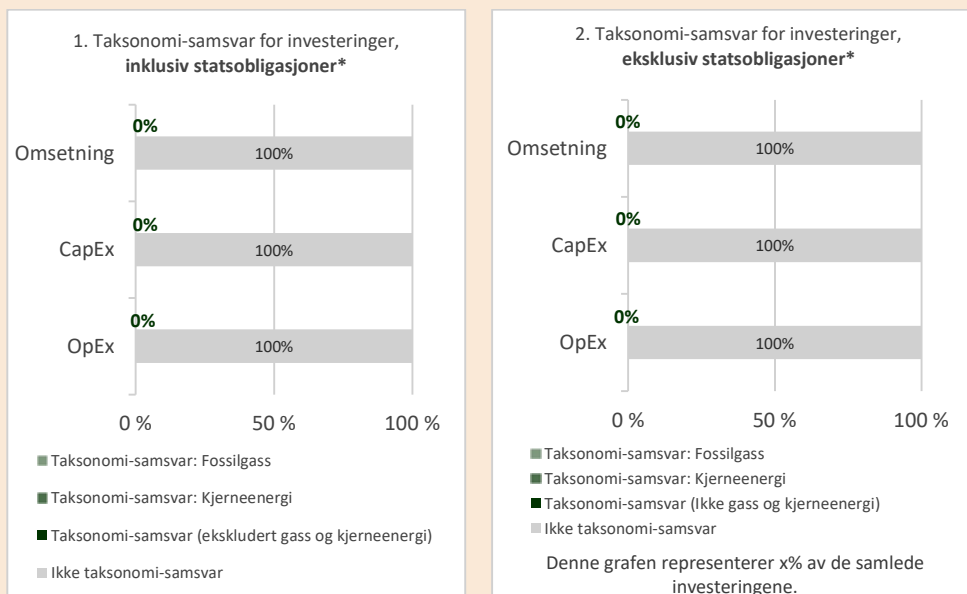 1. Taksonomi-samsvar for investeringer,
inklusiv statsobligasjoner*
0%
Omsetning
100%
0%
CapEx
100%
0%
OpEx
100%
0 %
50 %
100 %
Taksonomi-samsvar: Fossilgass
Taksonomi-samsvar: Kjerneenergi
Taksonomi-samsvar (ekskludert gass og kjerneenergi)
Ikke taksonomi-samsvar
2. Taksonomi-samsvar for investeringer,
eksklusiv statsobligasjoner*
0%
Omsetning
100%
0%
CapEx
100%
0%
OpEx
100%
0 %
50 %
100 %
Taksonomi-samsvar: Fossilgass
Taksonomi-samsvar: Kjerneenergi
Taksonomi-samsvar (Ikke gass og kjerneenergi)
Ikke taksonomi-samsvar
Denne grafen representerer x% av de samlede
investeringene.